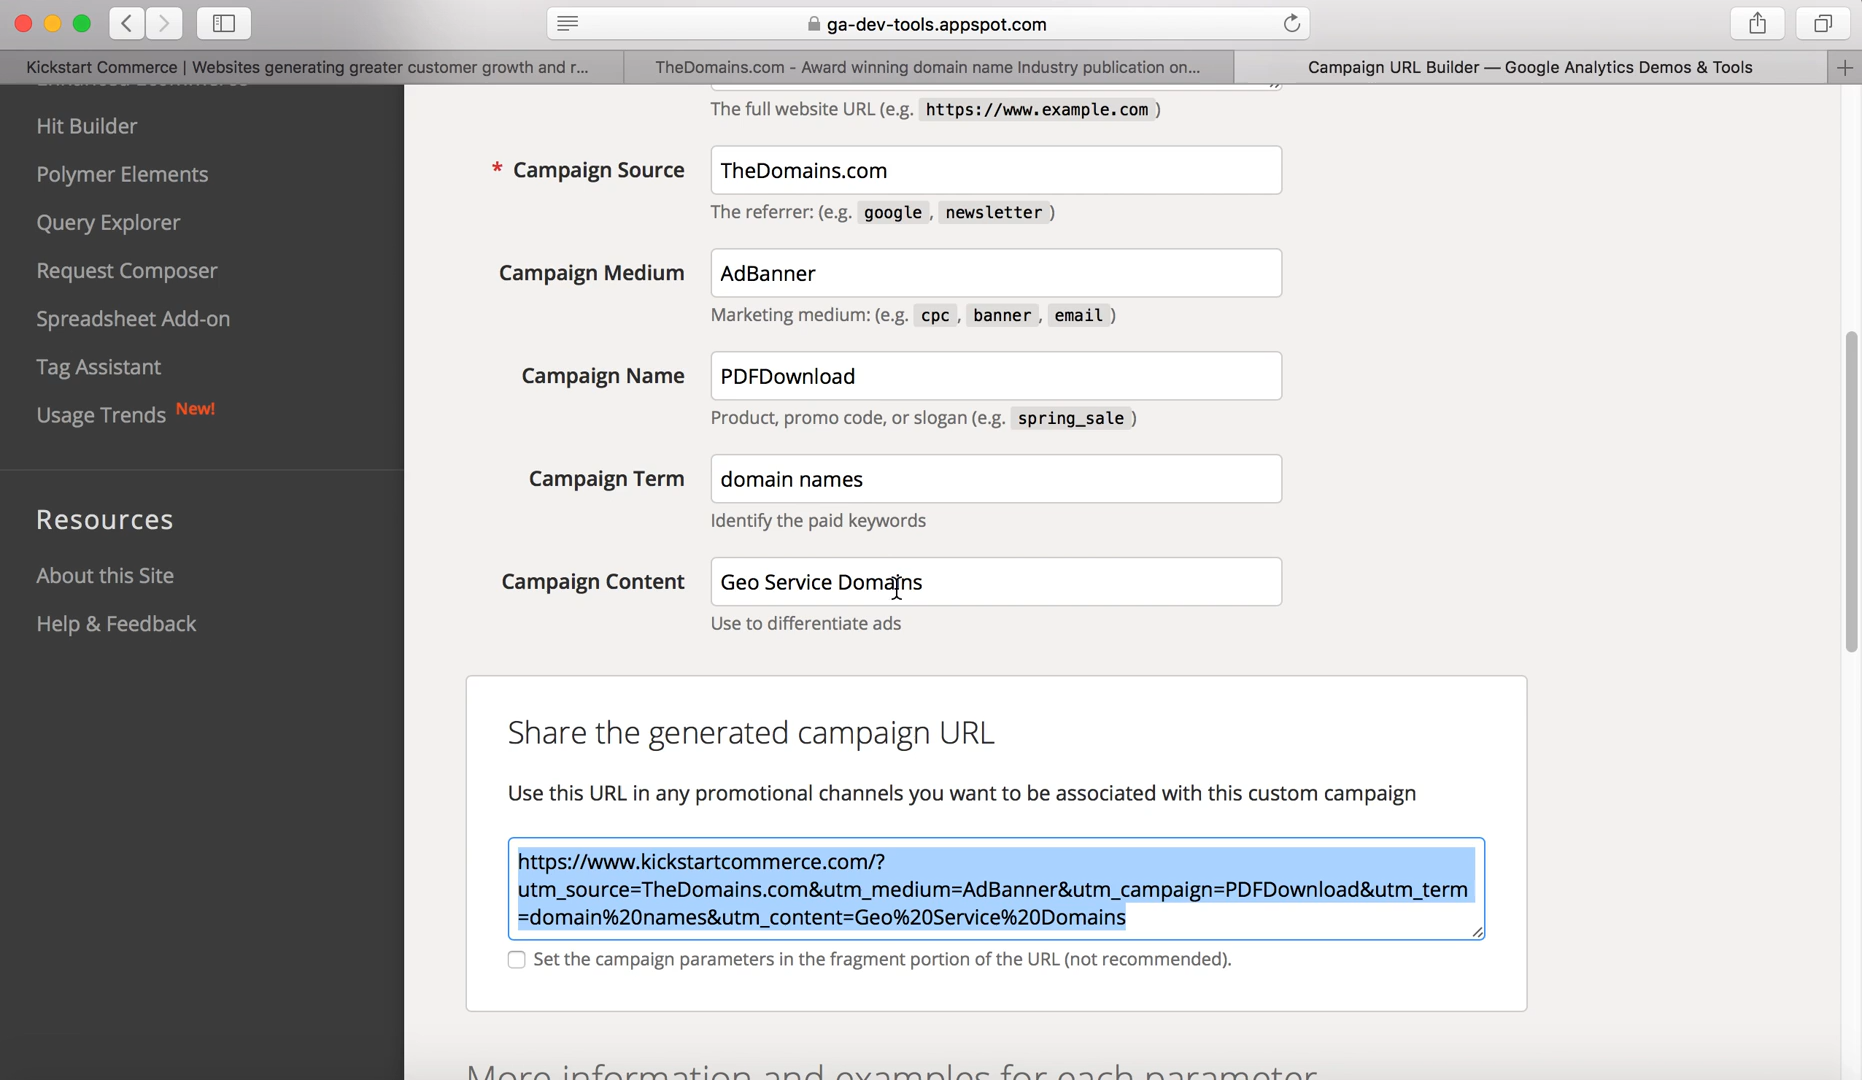 ga-dev-tools.appspot.com
Kickstart Commerce | Websites generating greater customer growth and r...
TheDomains.com - Award winning domain name Industry publication on...
Campaign URL Builder — Google Analytics Demos & Tools
Hit Builder
Polymer Elements
Query Explorer
Request Composer
Spreadsheet Add-on
Tag Assistant
Usage Trends New!
Resources
About this Site
Help & Feedback
The full website URL (e.g. https://www.example.com )
* Campaign Source
TheDomains.com
The referrer: (e.g. google , newsletter )
Campaign Medium
AdBanner
Marketing medium: (e.g. cpc , banner , email )
Campaign Name
PDFDownload
Product, promo code, or slogan (e.g. spring_sale )
Campaign Term
domain names
Identify the paid keywords
Campaign Content
Geo Service Domains
Use to differentiate ads
Share the generated campaign URL
Use this URL in any promotional channels you want to be associated with this custom campaign
https://www.kickstartcommerce.com/?
utm_source=TheDomains.com&utm_medium=AdBanner&utm_campaign=PDFDownload&utm_term
=domain%20names&utm_content=Geo%20Service%20Domains
Set the campaign parameters in the fragment portion of the URL (not recommended).
More information and examples for each parameter